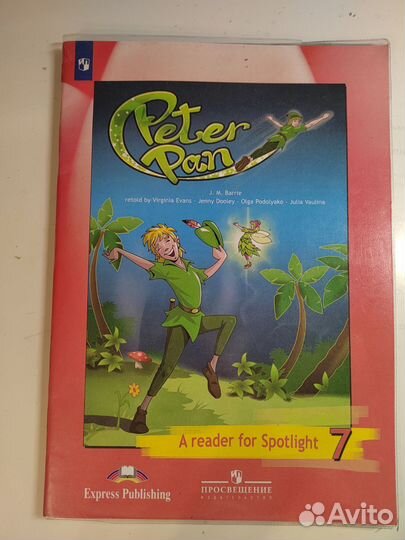 Peter
Pan
J. M. Barrie
retold by Virginia Evans - Jenny Dooley - Olga Podolyako - Julia Vaulina
A reader for Spotlight 7
Express Publishing
ПРОСВЕЩЕНИЕ
ИЗДАТЕЛЬСТВО
Avito